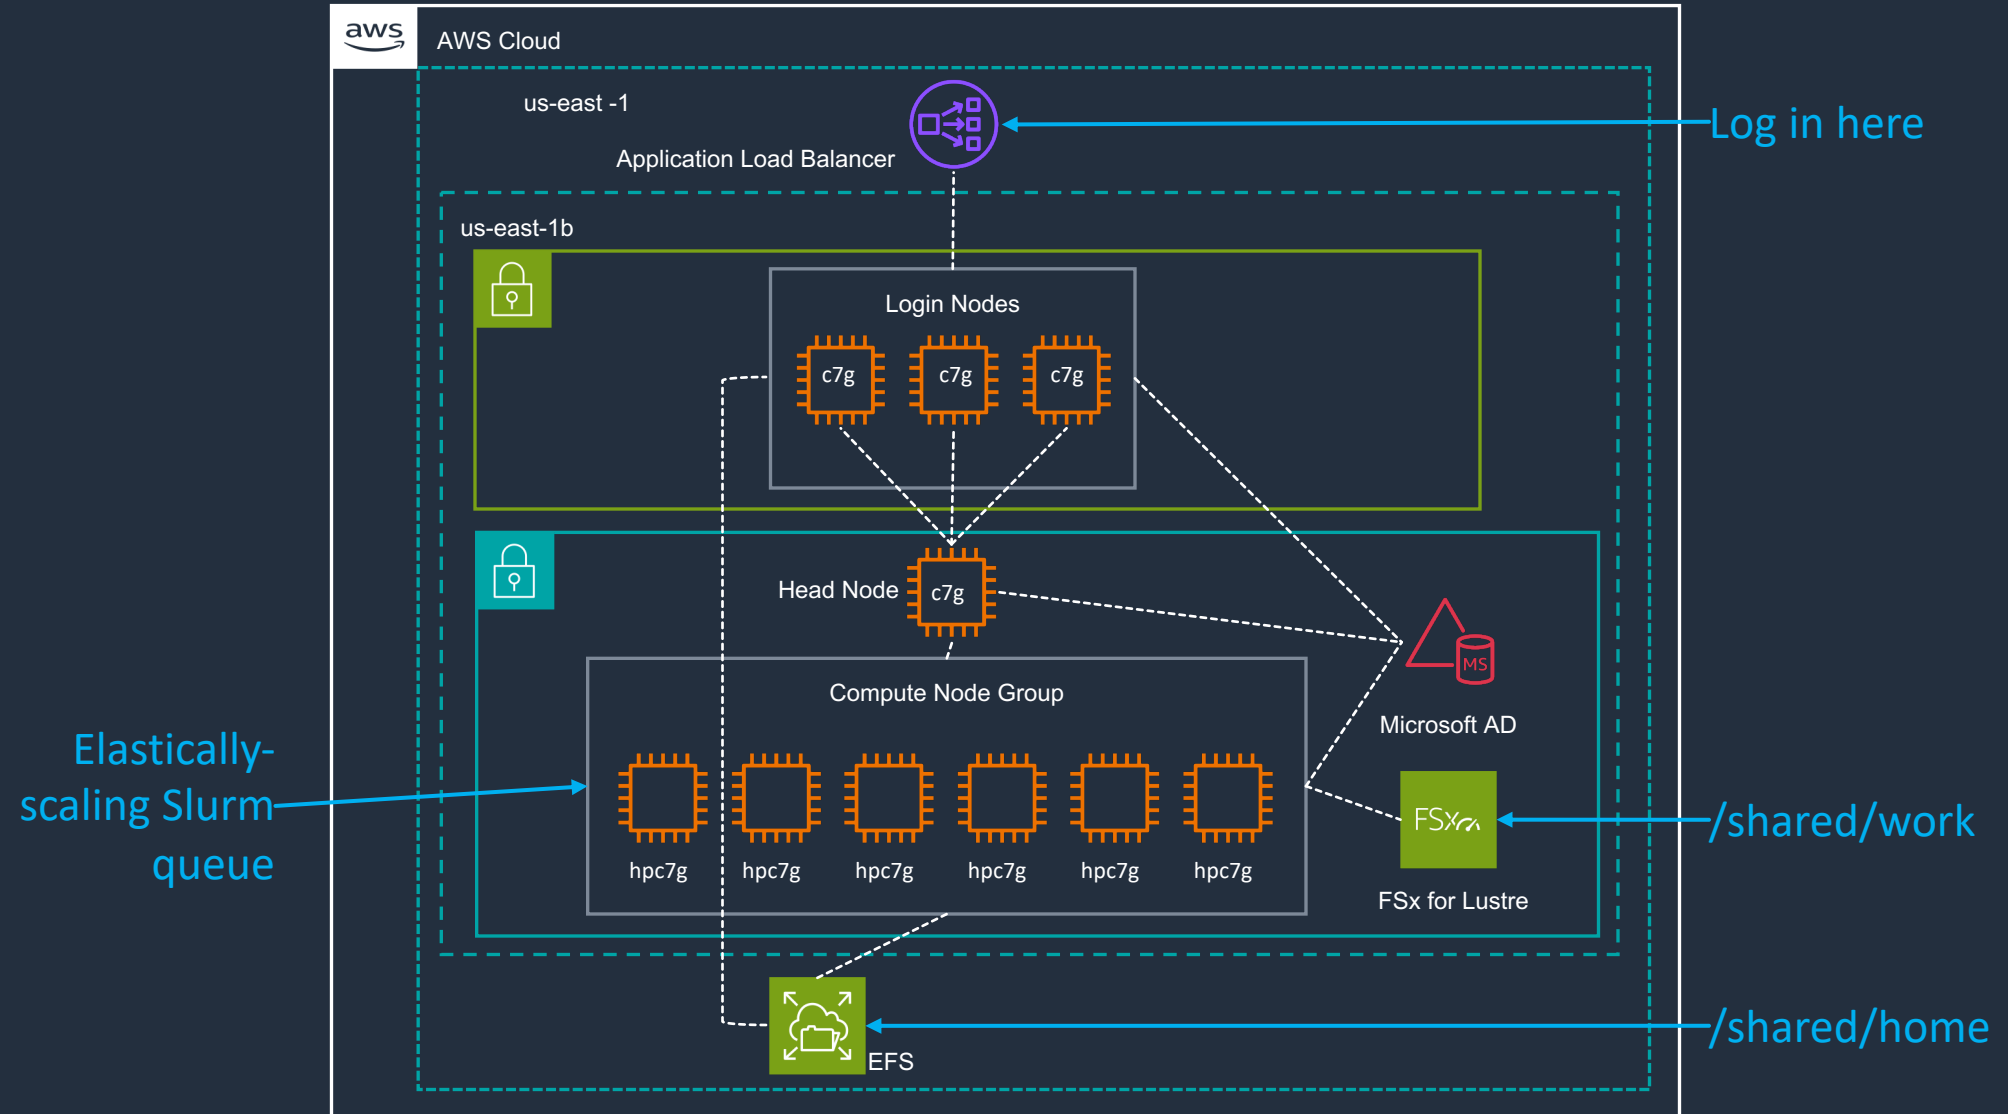 aws
AWS Cloud
us-east -1
Application Load Balancer
Log in here
us-east-1b
Login Nodes
c7g
c7g
c7g
Head Node
c7g
MS
Microsoft AD
Compute Node Group
Elastically-
scaling Slurm
queue
hpc7g
hpc7g
hpc7g
hpc7g
hpc7g
hpc7g
FSx
/shared/work
FSx for Lustre
EFS
/shared/home